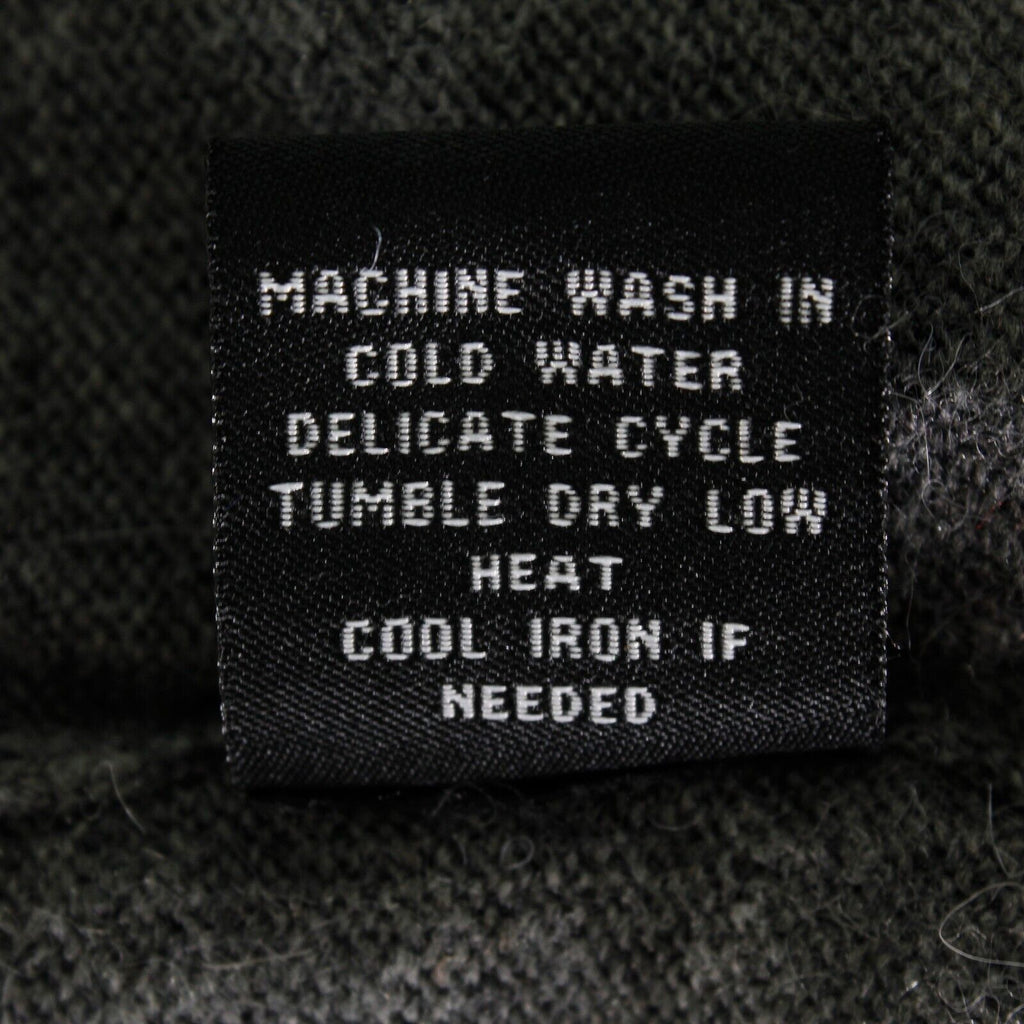 MACHINE WASH IN
COLD WATER
DELICATE CYCLE
TUMBLE DRY LOW
HEAT
COOL IRON IF
NEEDED